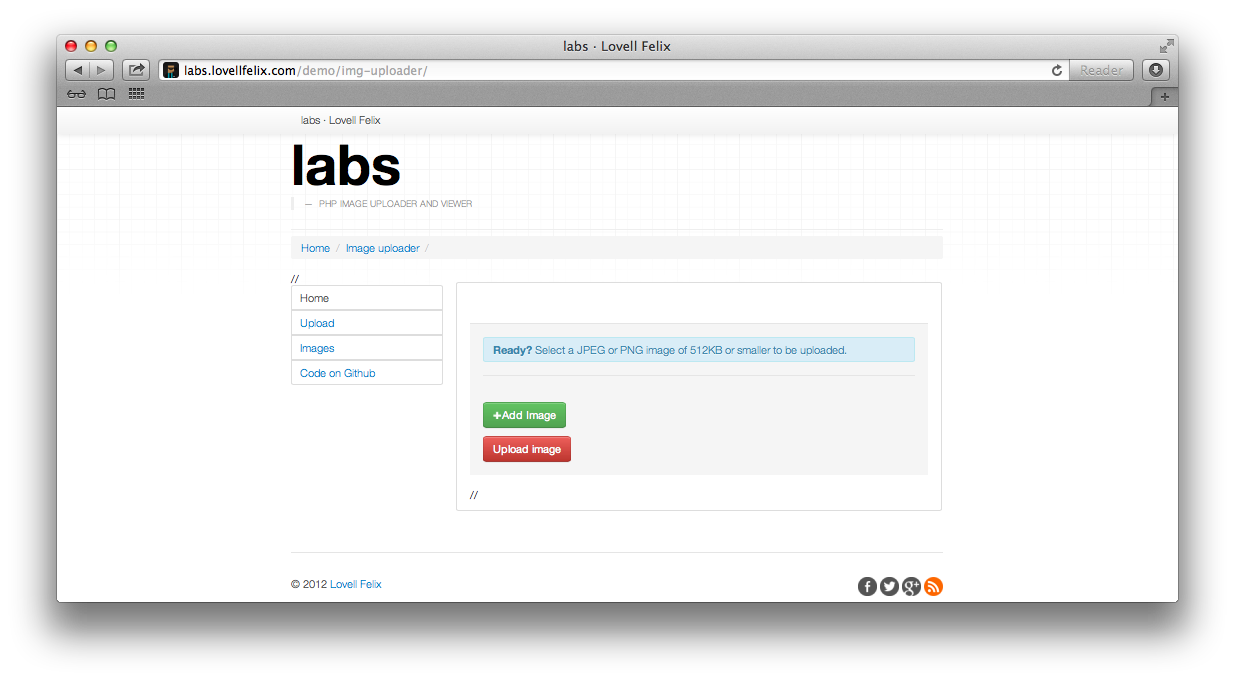 labs · Lovell Felix
labs.lovellfelix.com/demo/img-uploader/
Reader
labs · Lovell Felix
labs
— PHP IMAGE UPLOADER AND VIEWER
Home / Image uploader /
//
Home
Upload
Images
Code on Github
Ready? Select a JPEG or PNG image of 512KB or smaller to be uploaded.
+Add image
Upload image
//
© 2012 Lovell Felix